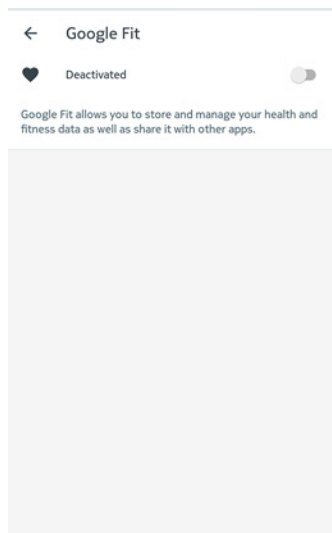 Google Fit
Deactivated
Google Fit allows you to store and manage your health and
fitness data as well as share it with other apps.